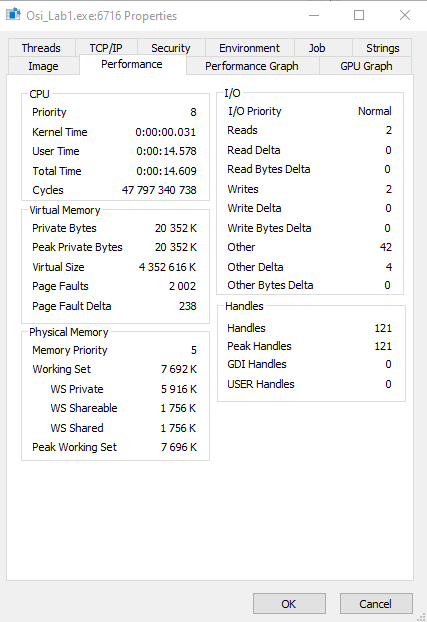 Osi_Lab1.exe:6716 Properties
Threads TCP/IP Security Environment Job Strings
Image Performance Performance Graph GPU Graph
CPU
Priority 8
Kernel Time 0:00:00.031
User Time 0:00:14.578
Total Time 0:00:14.609
Cycles 47 797 340 738
Virtual Memory
Private Bytes 20 352 K
Peak Private Bytes 20 352 K
Virtual Size 4 352 616 K
Page Faults 2 002
Page Fault Delta 238
Physical Memory
Memory Priority 5
Working Set 7 692 K
WS Private 5 916 K
WS Shareable 1 756 K
WS Shared 1 756 K
Peak Working Set 7 696 K
I/O
I/O Priority Normal
Reads 2
Read Delta 0
Read Bytes Delta 0
Writes 2
Write Delta 0
Write Bytes Delta 0
Other 42
Other Delta 4
Other Bytes Delta 0
Handles
Handles 121
Peak Handles 121
GDI Handles 0
USER Handles 0
OK Cancel